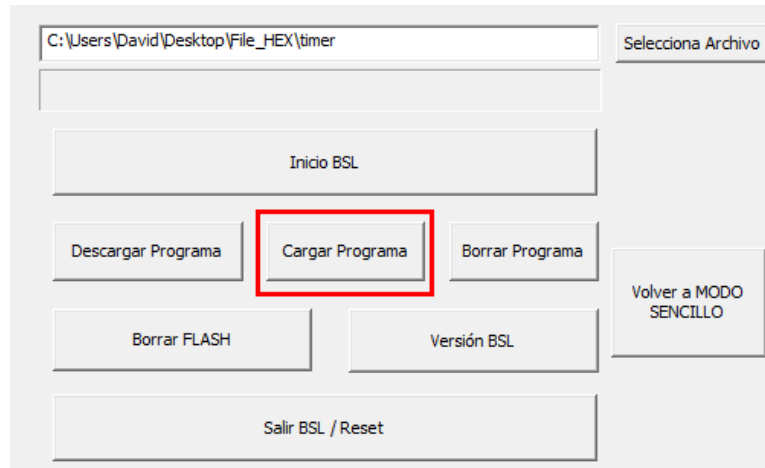 C:\Users\David\Desktop\File_HEX\timer
Selecciona Archivo
Inicio BSL
Descargar Programa
Cargar Programa
Borrar Programa
Volver a MODO
SENCILLO
Borrar FLASH
Versión BSL
Salir BSL / Reset